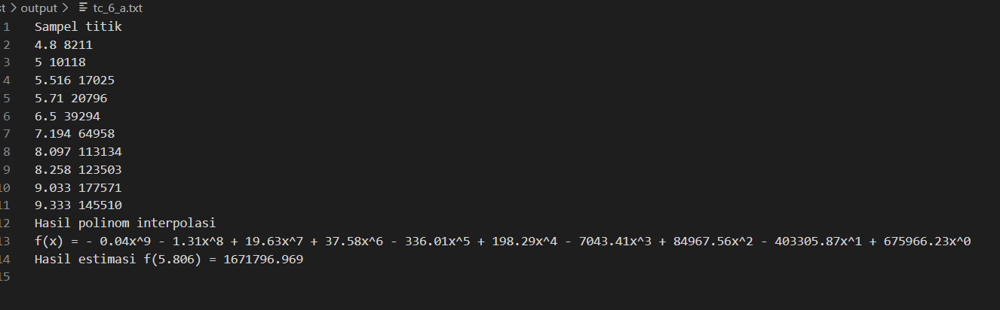 st > output > tc_6_a.txt
1 Sampel titik
2 4.8 8211
3 5 10118
4 5.516 17025
5 5.71 20796
6 6.5 39294
7 7.194 64958
8 8.097 113134
9 8.258 123503
10 9.033 177571
11 9.333 145510
12 Hasil polinom interpolasi
13 f(x) = - 0.04x^9 - 1.31x^8 + 19.63x^7 + 37.58x^6 - 336.01x^5 + 198.29x^4 - 7043.41x^3 + 84967.56x^2 - 403305.87x^1 + 675966.23x^0
14 Hasil estimasi f(5.806) = 1671796.969
15